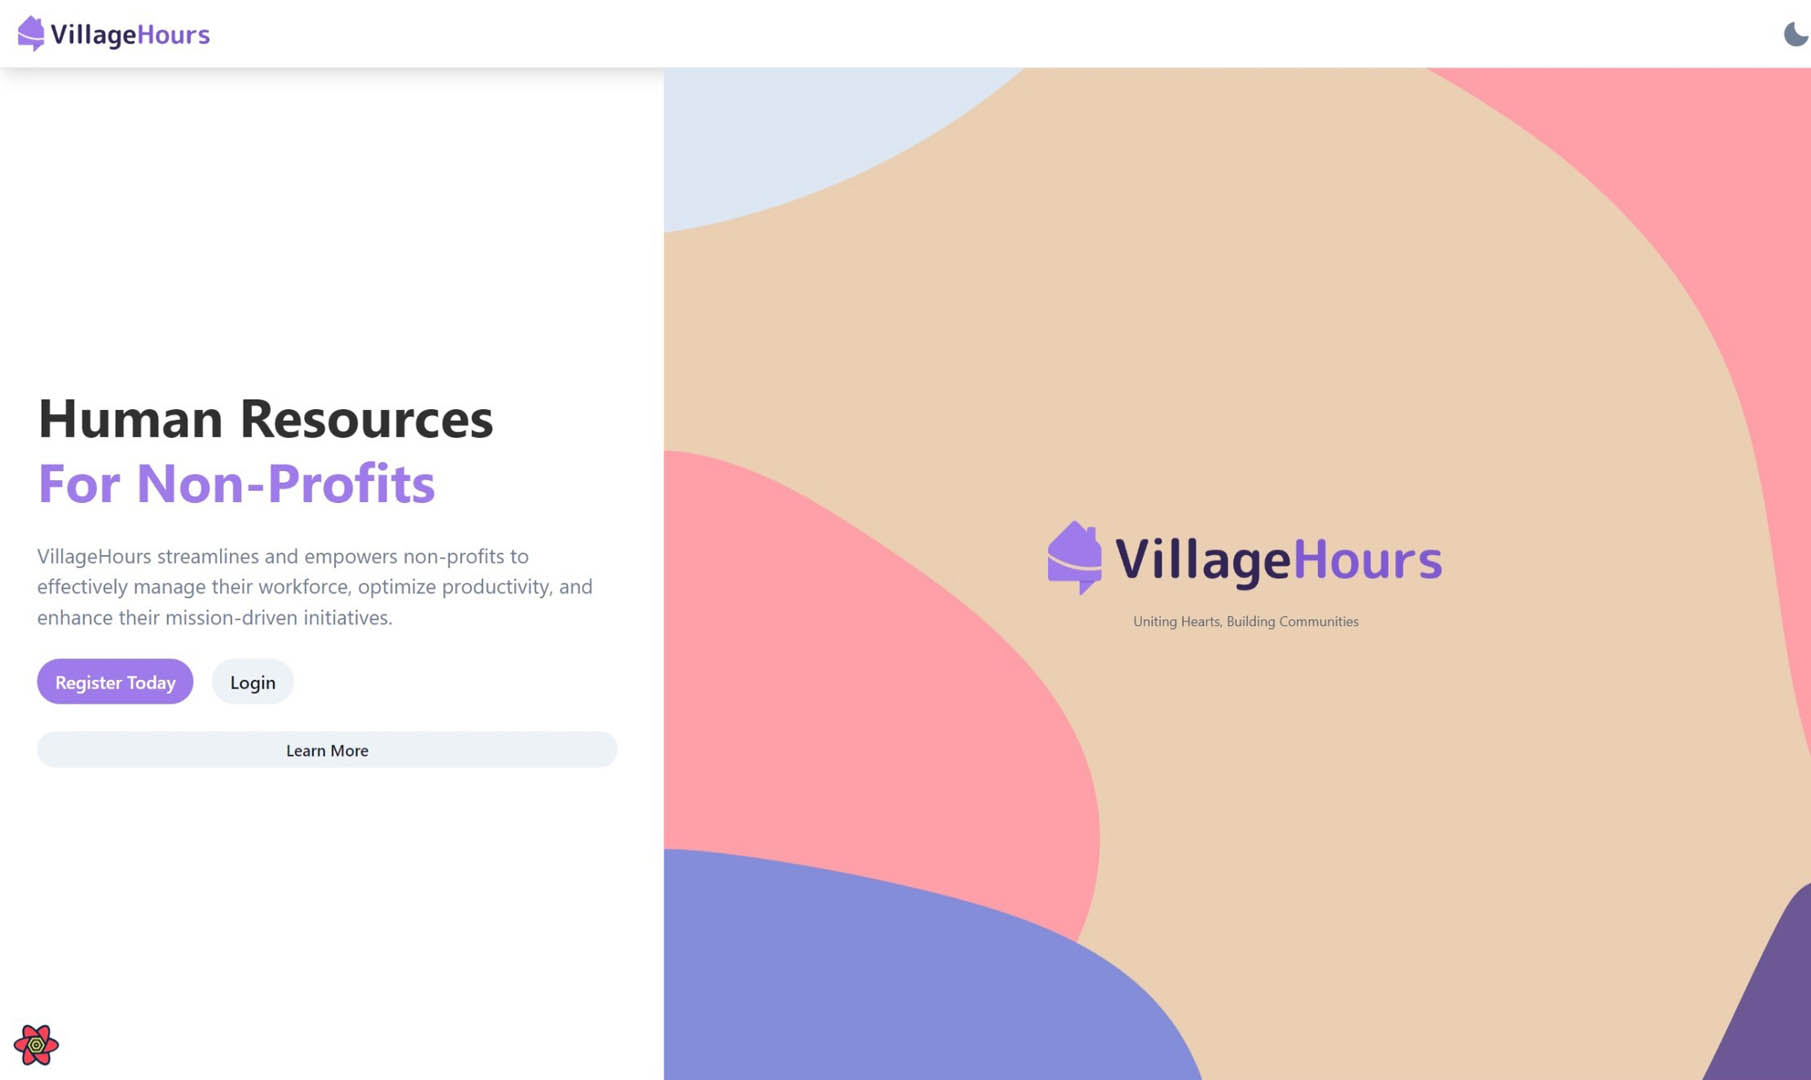 VillageHours
Human Resources
For Non-Profits
VillageHours streamlines and empowers non-profits to
effectively manage their workforce, optimize productivity, and
enhance their mission-driven initiatives.
Register Today
Login
Learn More
VillageHours
Uniting Hearts, Building Communities